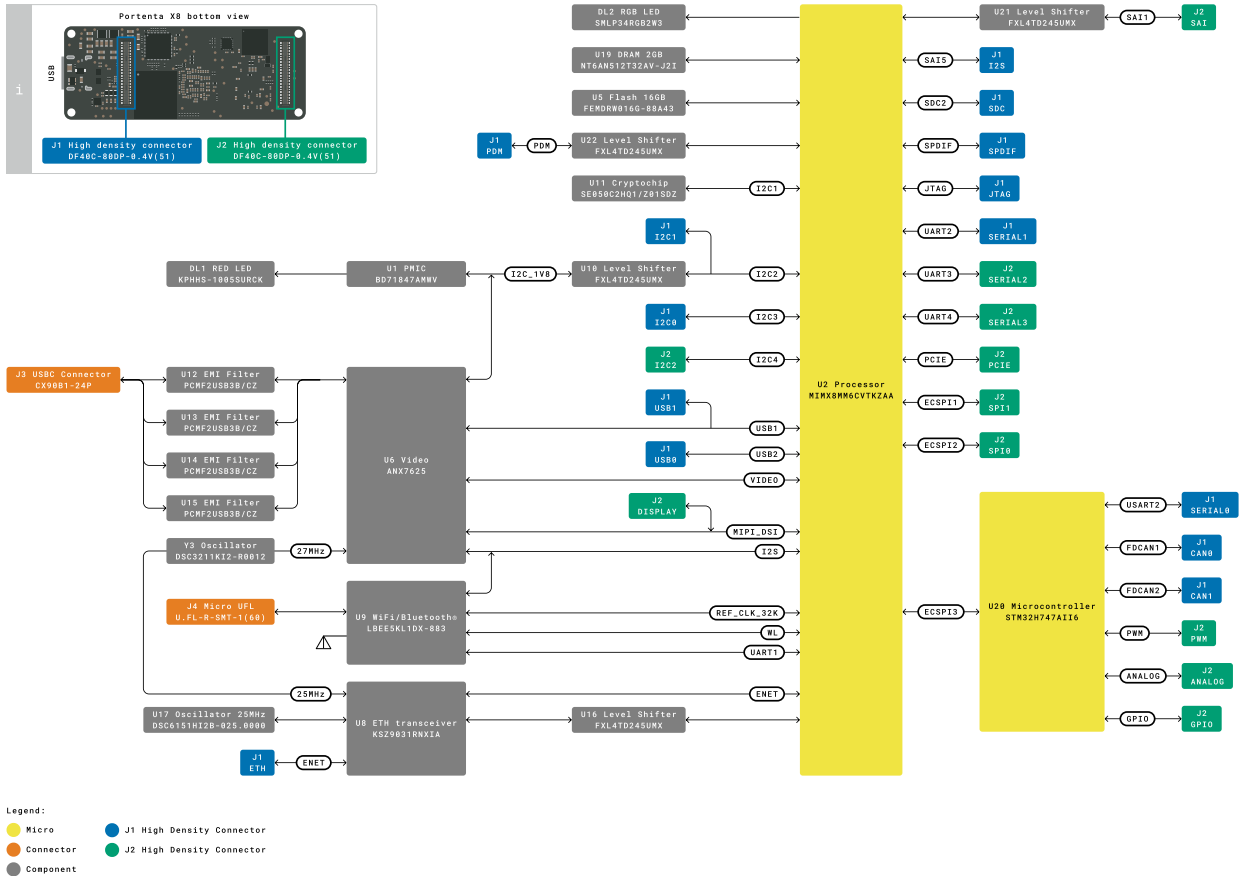 Portenta X8 bottom view
USB
i
J1 High density connector
DF40C-80DP-0.4V(51)
J2 High density connector
DF40C-80DP-0.4V(51)
DL2 RGB LED
SMLP34RGB2W3
U19 DRAM 2GB
NT6AN512T32AV-J2I
U5 Flash 16GB
FEMDRW016G-88A43
J1
PDM
PDM
U22 Level Shifter
FXL4TD245UMX
U11 Cryptochip
SE050C2HQ1/Z01SDZ
I2C1
J1
I2C1
DL1 RED LED
KPHHS-1005SURCK
U1 PMIC
BD71847AMWV
I2C_1V8
U10 Level Shifter
FXL4TD245UMX
I2C2
J1
I2C0
I2C3
J2
I2C2
I2C4
J3 USBC Connector
CX90B1-24P
U12 EMI Filter
PCMF2USB3B/CZ
U13 EMI Filter
PCMF2USB3B/CZ
U14 EMI Filter
PCMF2USB3B/CZ
U15 EMI Filter
PCMF2USB3B/CZ
U6 Video
ANX7625
J1
USB1
USB1
J1
USB0
USB2
VIDEO
J2
DISPLAY
MIPI_DSI
I2S
Y3 Oscillator
DSC3211KI2-R0012
27MHz
J4 Micro UFL
U.FL-R-SMT-1(60)
U9 WiFi/Bluetooth®
LBEE5KL1DX-883
REF_CLK_32K
WL
UART1
25MHz
U17 Oscillator 25MHz
DSC6151HI2B-025.0000
U8 ETH transceiver
KSZ9031RNXIA
ENET
U16 Level Shifter
FXL4TD245UMX
J1
ETH
ENET
U2 Processor
MIMX8MM6CVTKZAA
U21 Level Shifter
FXL4TD245UMX
SAI1
J2
SAI
SAI5
J1
I2S
SDC2
J1
SDC
SPDIF
J1
SPDIF
JTAG
J1
JTAG
UART2
J1
SERIAL1
UART3
J2
SERIAL2
UART4
J2
SERIAL3
PCIE
J2
PCIE
ECSPI1
J2
SPI1
ECSPI2
J2
SPI0
ECSPI3
U20 Microcontroller
STM32H747AII6
USART2
J1
SERIAL0
FDCAN1
J1
CAN0
FDCAN2
J1
CAN1
PWM
J2
PWM
ANALOG
J2
ANALOG
GPIO
J2
GPIO
Legend:
Micro
Connector
Component
J1 High Density Connector
J2 High Density Connector